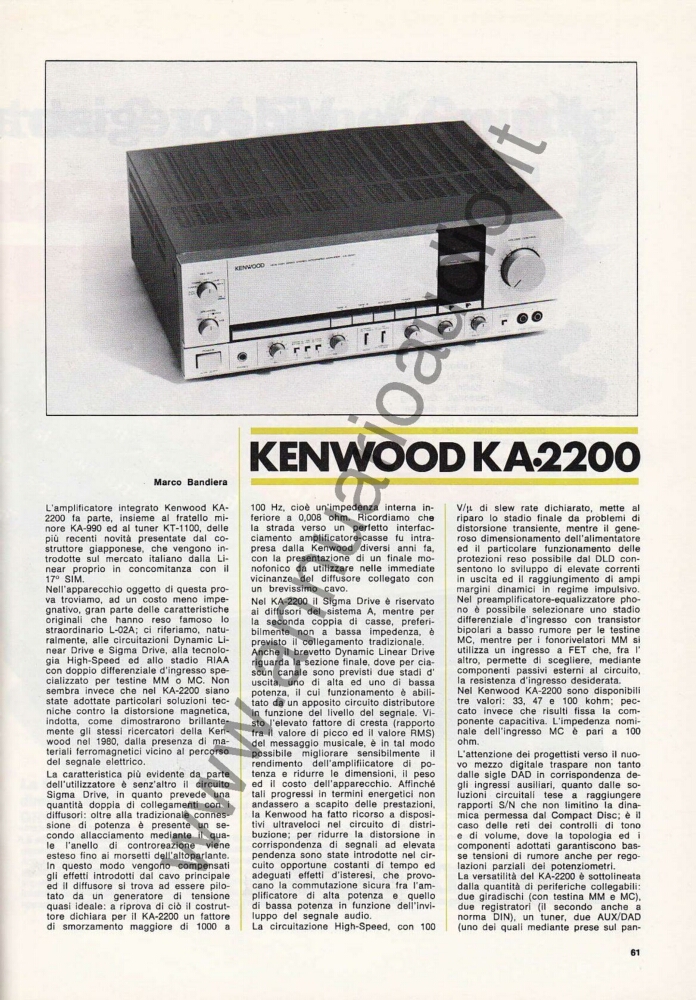 KENWOOD
KENWOOD KA·2200
Marco Bandiera
L'amplificatore integrato Kenwood KA-
2200 fa parte, insieme al fratello mi-
nore KA-990 ed al tuner KT-1100, delle
più recenti novità presentate dal co-
struttore giapponese, che vengono in-
trodotte sul mercato italiano dalla Li-
near proprio in concomitanza con il
17° SIM.
Nell'apparecchio oggetto di questa pro-
va troviamo, ad un costo meno impe-
gnativo, gran parte delle caratteristiche
originali che hanno reso famoso lo
straordinario L-02A; ci riferiamo, natu-
ralmente, alle circuitazioni Dynamic Li-
near Drive e Sigma Drive, alla tecnolo-
gia High-Speed ed allo stadio RIAA
con doppio differenziale d'ingresso spe-
cializzato per testine MM o MC. Non
sembra invece che nel KA-2200 siano
state adottate particolari soluzioni tec-
niche contro la distorsione magnetica,
indotta, come dimostrarono brillante-
mente gli stessi ricercatori della Ken-
wood nel 1980, dalla presenza di ma-
teriali ferromagnetici vicino al percorso
del segnale elettrico.
La caratteristica più evidente da parte
dell'utilizzatore è senz'altro il circuito
Sigma Drive, in quanto prevede una
quantità doppia di collegamenti con i
diffusori: oltre alla tradizionale connes-
sione di potenza è presente un se-
condo allacciamento mediante il qua-
le l'anello di controreazione viene
esteso fino ai morsetti dell'altoparlante.
In questo modo vengono compensati
gli effetti introdotti dal cavo principale
ed il diffusore si trova ad essere pilo-
tato da un generatore di tensione
quasi ideale: a riprova di ciò il costrut-
tore dichiara per il KA-2200 un fattore
di smorzamento maggiore di 1000 a
100 Hz, cioè un'impedenza interna in-
feriore a 0,008 ohm. Ricordiamo che
la strada verso un perfetto interfac-
ciamento amplificatore-casse fu intra-
presa dalla Kenwood diversi anni fa,
con la presentazione di un finale mo-
nofonico da utilizzare nelle immediate
vicinanze del diffusore collegato con
un brevissimo cavo.
Nel KA-2200 il Sigma Drive è riservato
ai diffusori del sistema A, mentre per
la seconda coppia di casse, preferi-
bilmente non a bassa impedenza, è
previsto il collegamento tradizionale.
Anche il brevetto Dynamic Linear Drive
riguarda la sezione finale, dove per cia-
scun canale sono previsti due stadi d'
uscita, uno di alta ed uno di bassa
potenza, il cui funzionamento è abili-
tato da un apposito circuito distributore
in funzione del livello del segnale. Vi-
sto l'elevato fattore di cresta (rapporto
fra il valore di picco ed il valore RMS)
del messaggio musicale, è in tal modo
possibile migliorare sensibilmente il
rendimento dell'amplifiicatore di po-
tenza e ridurre le dimensioni, il peso
ed il costo dell'apparecchio. Affinché
tali progressi in termini energetici non
andassero a scapito delle prestazioni,
la Kenwood ha fatto ricorso a disposi-
tivi ultraveloci nel circuito di distri-
buzione; per ridurre la distorsione in
corrispondenza di segnali ad elevata
pendenza sono state introdotte nel cir-
cuito opportune costanti di tempo ed
adeguati effetti d'isteresi, che provo-
cano la commutazione sicura fra l'am-
plificatore di alta potenza e quello
di bassa potenza in funzione dell'invi-
luppo del segnale audio.
La circuitazione High-Speed, con 100
V/μ di slew rate dichiarato, mette al
riparo lo stadio finale da problemi di
distorsione transiente, mentre il gene-
roso dimensionamento dell'alimentatore
ed il particolare funzionamento delle
protezioni reso possibile dal DLD con-
sentono lo sviluppo di elevate correnti
in uscita ed il raggiungimento di ampi
margini dinamici in regime impulsivo.
Nel preamplificatore-equalizzatore pho-
no è possibile selezionare uno stadio
differenziale d'ingresso con transistor
bipolari a basso rumore per le testine
MC, mentre per i fonorivelatori MM si
utilizza un ingresso a FET che, fra l'
altro, permette di scegliere, mediante
componenti passivi esterni al circuito,
la resistenza d'ingresso desiderata.
Nel Kenwood KA-2200 sono disponibili
tre valori: 33, 47 e 100 kohm; pec-
cato invece che risulti fissa la com-
ponente capacitiva. L'impedenza nomi-
nale dell'ingresso MC è pari a 100
ohm.
L'attenzione dei progettisti verso il nuo-
vo mezzo digitale traspare non tanto
dalle sigle DAD in corrispondenza de-
gli ingressi ausiliari, quanto dalle so-
luzioni circuitali tese a raggiungere
rapporti S/N che non limitino la dina-
mica permessa dal Compact Disc; è il
caso delle reti dei controlli di tono
e di volume, dove la topologia ed i
componenti adottati garantiscono bas-
se tensioni di rumore anche per rego-
lazioni parziali dei potenziometri.
La versatilità del KA-2200 è sottolineata
dalla quantità di periferiche collegabili:
due giradischi (con testina MM e MC),
due registratori (il secondo anche a
norma DIN), un tuner, due AUX/DAD
(uno dei quali mediante prese sul pan-
61
www.annuarioaudio.it